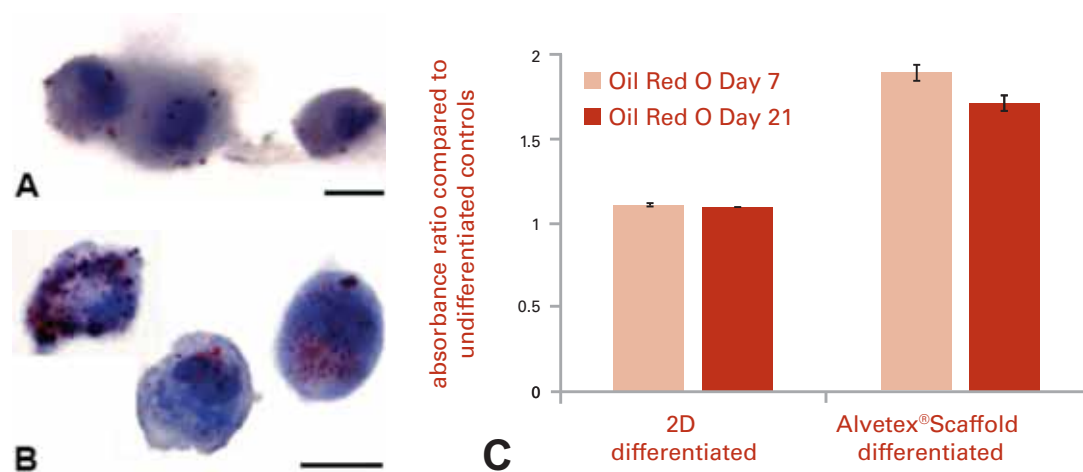 A
B
C
absorbance ratio compared to
undifferentiated controls
2
1.5
1
0.5
0
Oil Red O Day 7
Oil Red O Day 21
2D
differentiated
Alvetex®Scaffold
differentiated